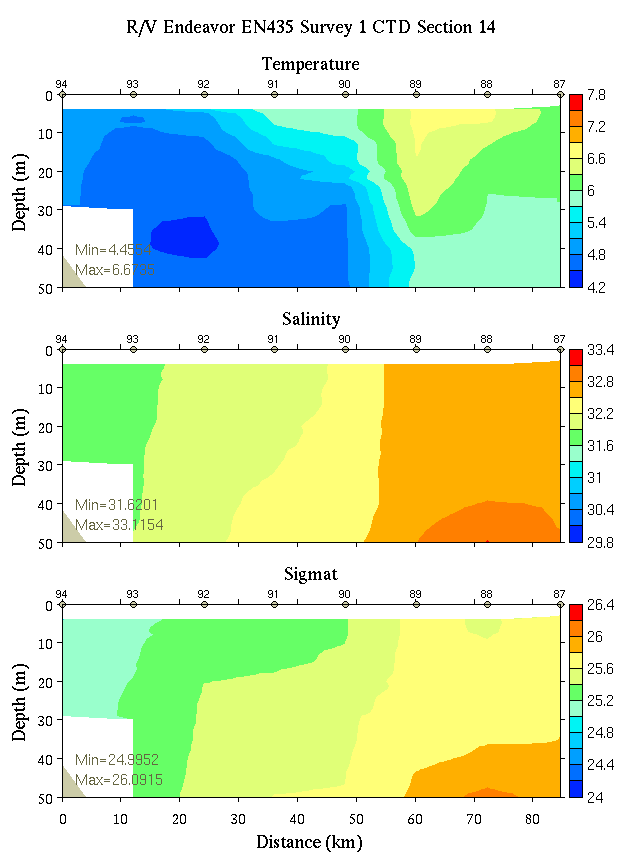 R/V Endeavor EN435 Survey 1 CTD Section 14
Temperature
94 93 92 91 90 89 88 87
0
10
20
30
40
50
Depth (m)
Min=4.455
7.8
7.2
6.6
6
5.4
4.8
4.2
Salinity
94 93 92 91 90 89 88 87
0
10
20
30
40
50
Depth (m)
Min=31.6201
Max=33.1154
33.4
32.8
32.2
31.6
31
30.4
29.8
Sigmat
94 93 92 91 90 89 88 87
0
10
20
30
40
50
Depth (m)
Min=24.9952
Max=26.0915
26.4
26
25.6
25.2
24.8
24.4
24
0 10 20 30 40 50 60 70 80
Distance (km)